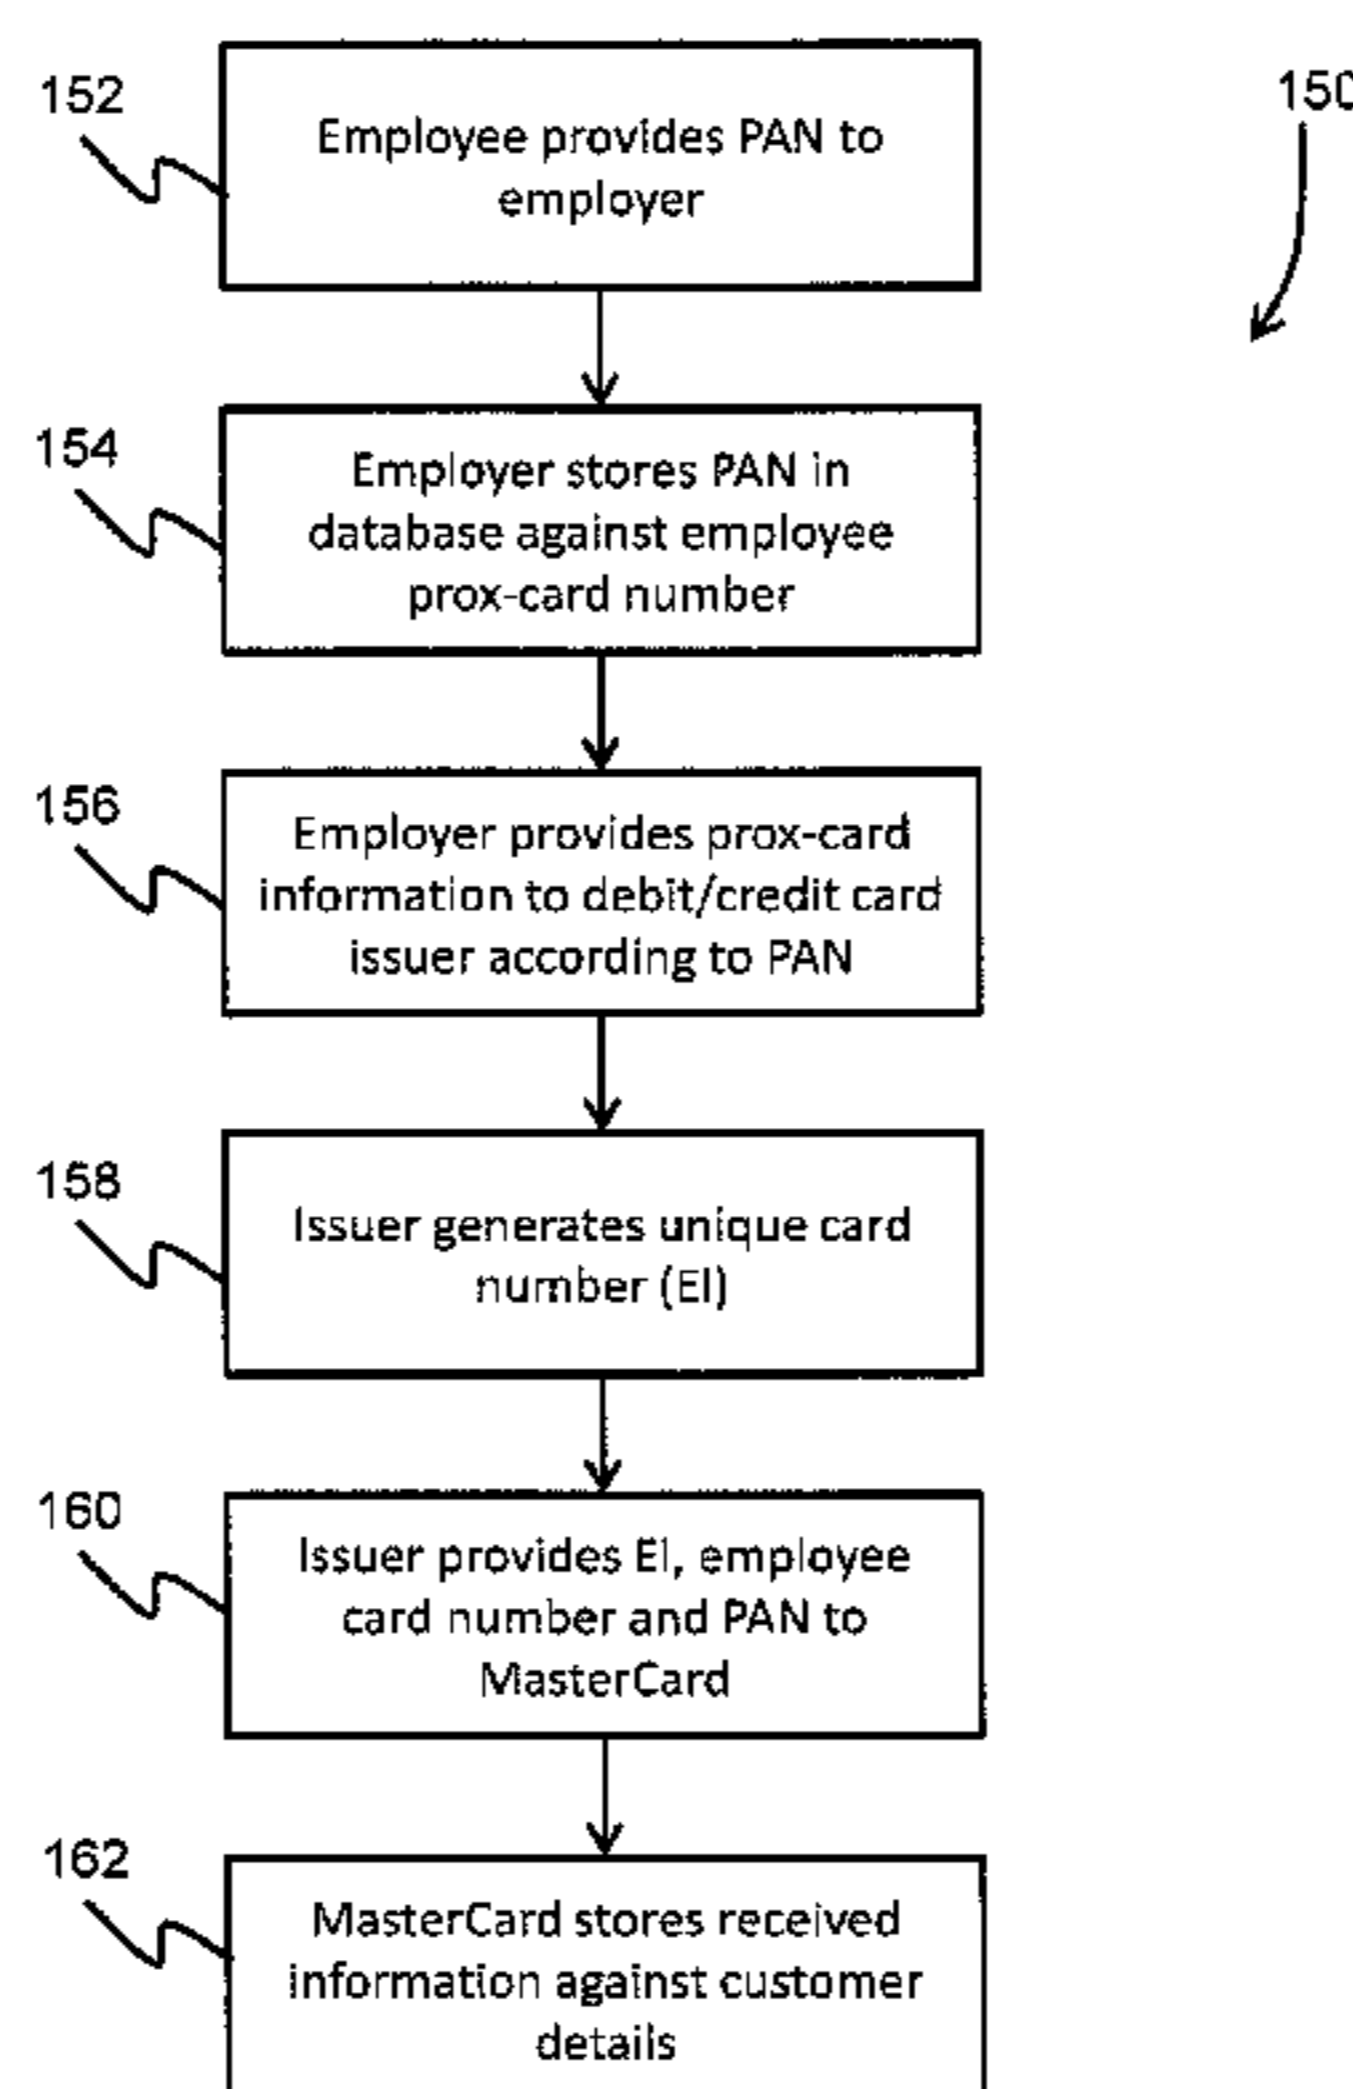 152
150
Employee provides PAN to
employer
154
Employer stores PAN in
database against employee
prox-card number
156
Employer provides prox-card
information to debit/credit card
issuer according to PAN
158
Issuer generates unique card
number (EI)
160
Issuer provides EI, employee
card number and PAN to
MasterCard
162
MasterCard stores received
information against customer
details